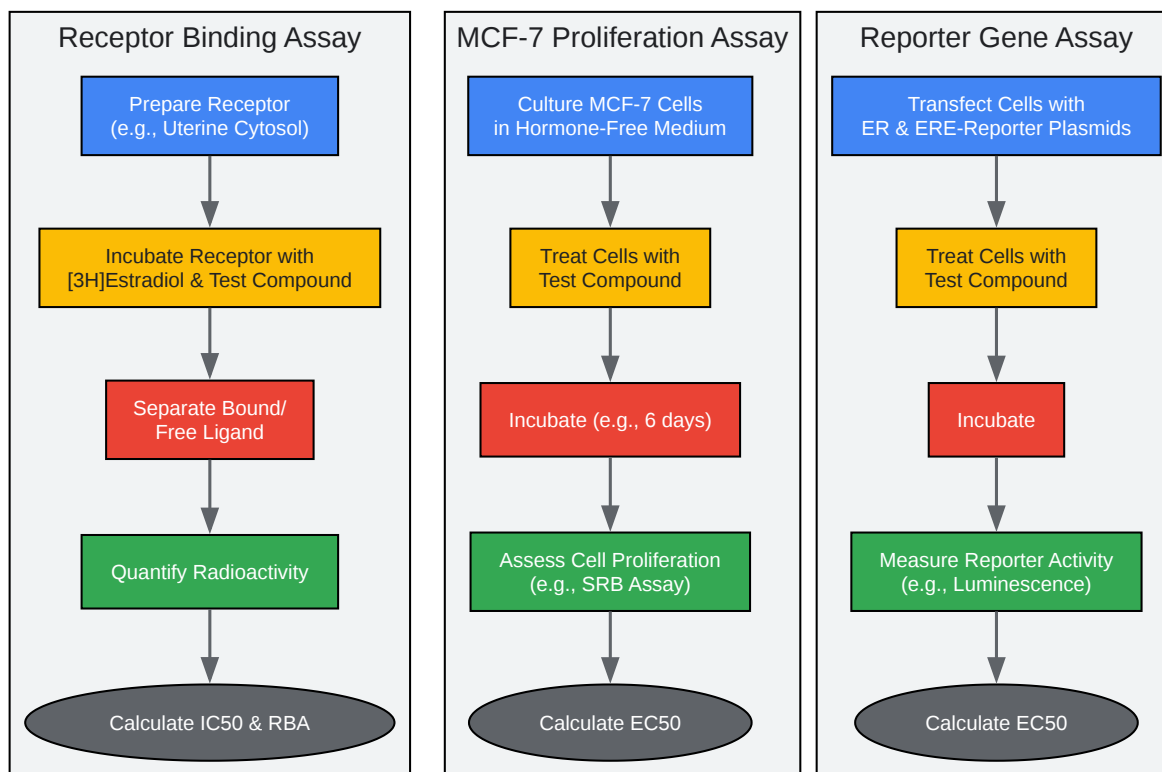 Receptor Binding Assay
Prepare Receptor
(e.g., Uterine Cytosol)
Incubate Receptor with
[3H]Estradiol & Test Compound
Separate Bound/
Free Ligand
Quantify Radioactivity
Calculate IC50 & RBA
MCF-7 Proliferation Assay
Culture MCF-7 Cells
in Hormone-Free Medium
Treat Cells with
Test Compound
Incubate (e.g., 6 days)
Assess Cell Proliferation
(e.g., SRB Assay)
Calculate EC50
Reporter Gene Assay
Transfect Cells with
ER & ERE-Reporter Plasmids
Treat Cells with
Test Compound
Incubate
Measure Reporter Activity
(e.g., Luminescence)
Calculate EC50